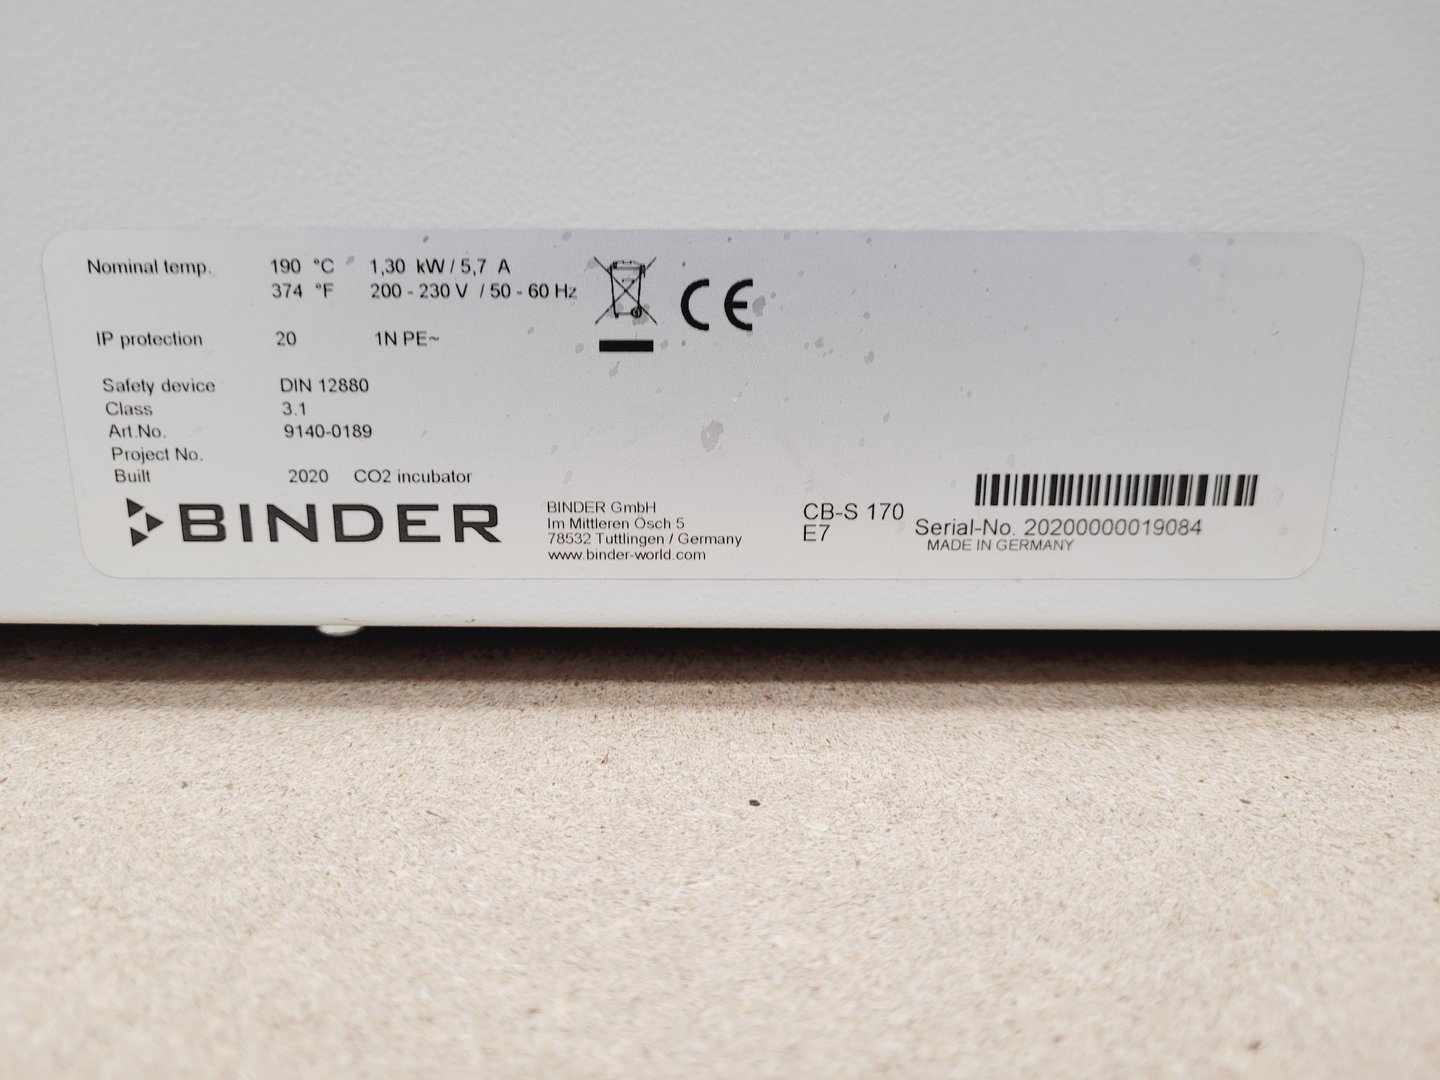 Nominal temp. 190 °C 1,30 kW / 5,7 A
374 °F 200 - 230 V / 50 - 60 Hz
IP protection 20 1N PE~
Safety device DIN 12880
Class 3.1
Art.No. 9140-0189
Project No.
Built 2020 CO2 incubator
CE
BINDER
BINDER GmbH
Im Mittleren Ösch 5
78532 Tuttlingen / Germany
www.binder-world.com
CB-S 170
E7
Serial-No. 20200000019084
MADE IN GERMANY